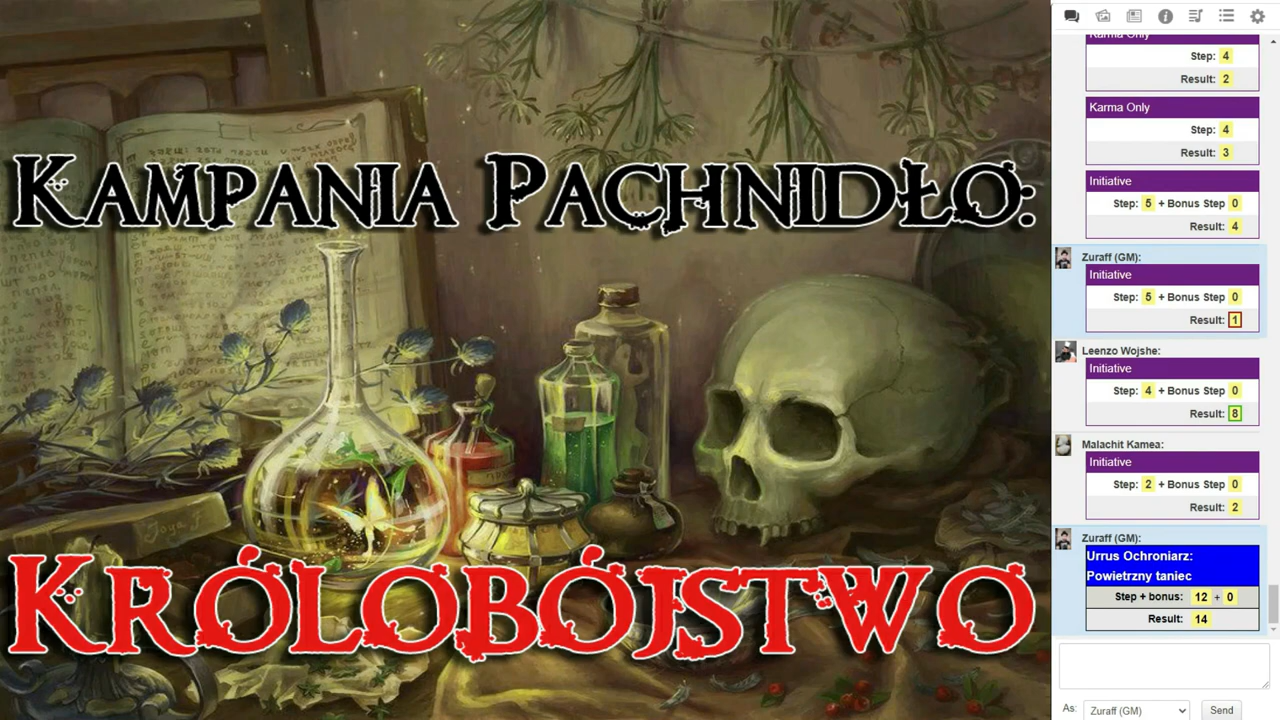 KAMPANIA PACHNIDŁO:
KRÓLOBÓJSTWO
Karma Only
Step: 4
Result: 2
Karma Only
Step: 4
Result: 3
Initiative
Step: 5 + Bonus Step 0
Result: 4
Zuraff (GM):
Initiative
Step: 5 + Bonus Step 0
Result: 1
Leenzo Wojshe:
Initiative
Step: 4 + Bonus Step 0
Result: 8
Malachit Kamea:
Initiative
Step: 2 + Bonus Step 0
Result: 2
Zuraff (GM):
Urrus Ochroniarz:
Powietrzny taniec
Step + bonus: 12 + 0
Result: 14
As: Zuraff (GM) Send